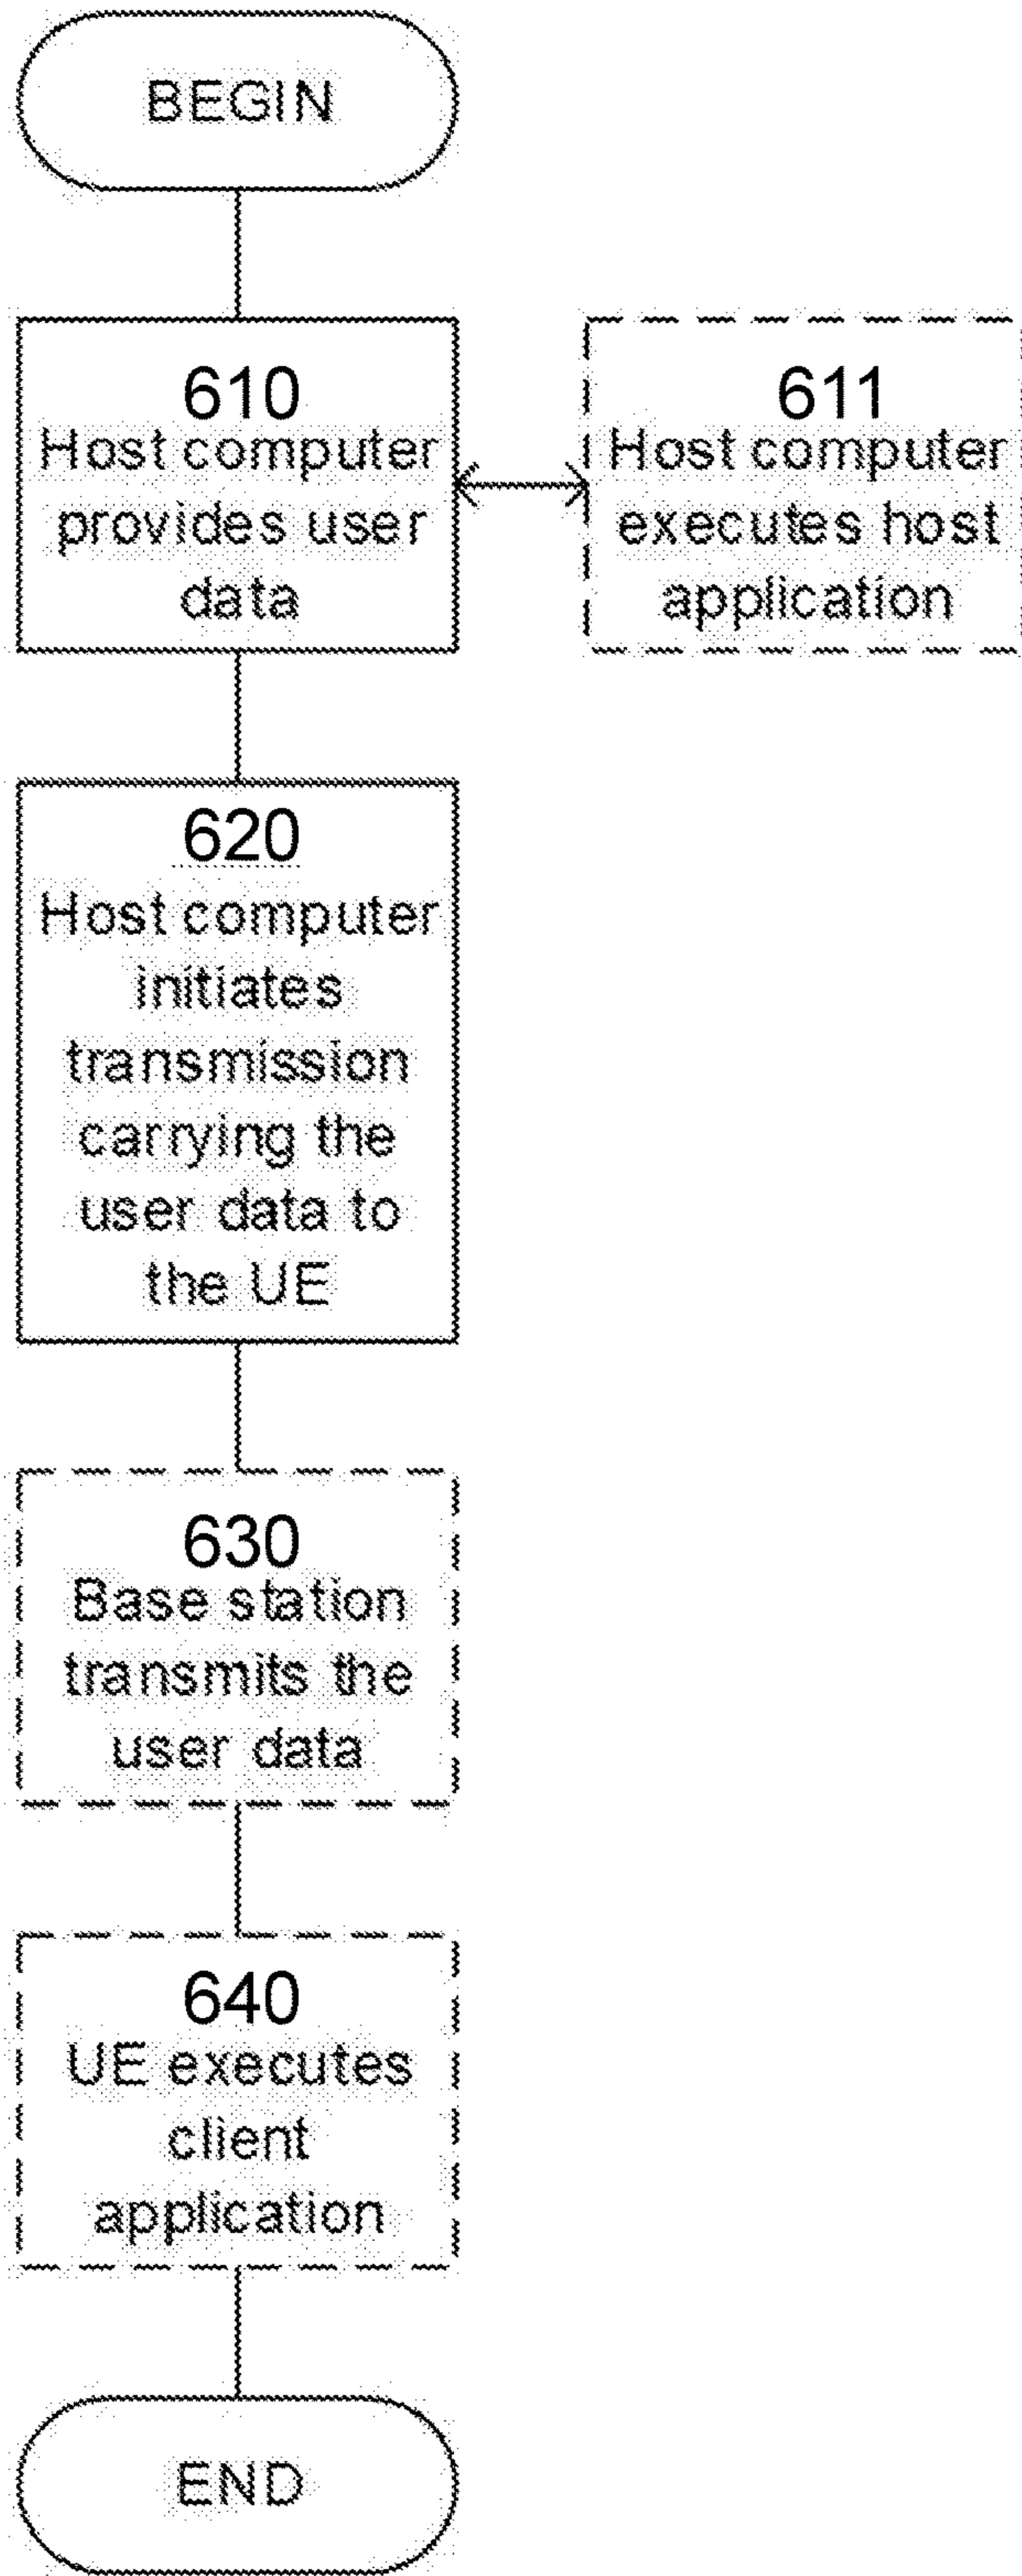 BEGIN
610
Host computer
provides user
data
611
Host computer
executes host
application
620
Host computer
initiates
transmission
carrying the
user data to
the UE
630
Base station
transmits the
user data
640
UE executes
client
application
END